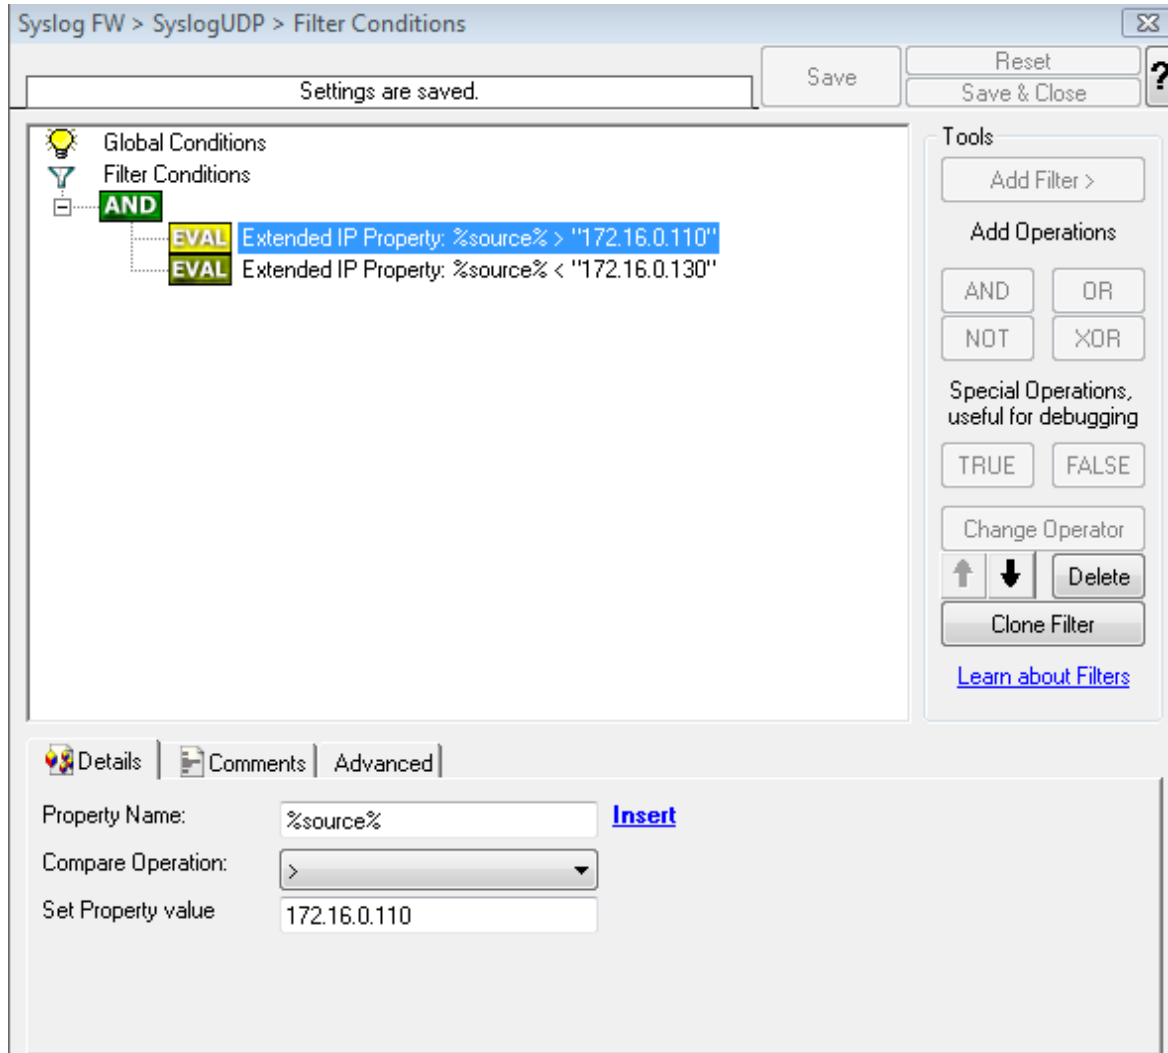 Syslog FW > SyslogUDP > Filter Conditions
Settings are saved.
Save
Reset
Save & Close
?
Global Conditions
Filter Conditions
AND
EVAL Extended IP Property: %source% > "172.16.0.110"
EVAL Extended IP Property: %source% < "172.16.0.130"
Tools
Add Filter >
Add Operations
AND OR
NOT XOR
Special Operations,
useful for debugging
TRUE FALSE
Change Operator
Delete
Clone Filter
Learn about Filters
Details Comments Advanced
Property Name: %source% Insert
Compare Operation: >
Set Property value 172.16.0.110